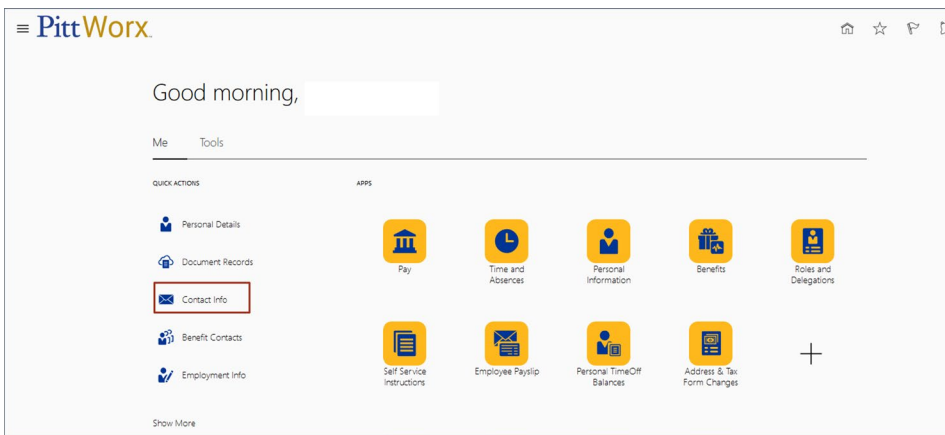 PittWorx.
Good morning,
Me
Tools
QUICK ACTIONS
APPS
Personal Details
Document Records
Contact Info
Benefit Contacts
Employment Info
Show More
Pay
Time and
Absences
Personal
Information
Benefits
Roles and
Delegations
Self Service
Instructions
Employee Payslip
Personal TimeOff
Balances
Address & Tax
Form Changes